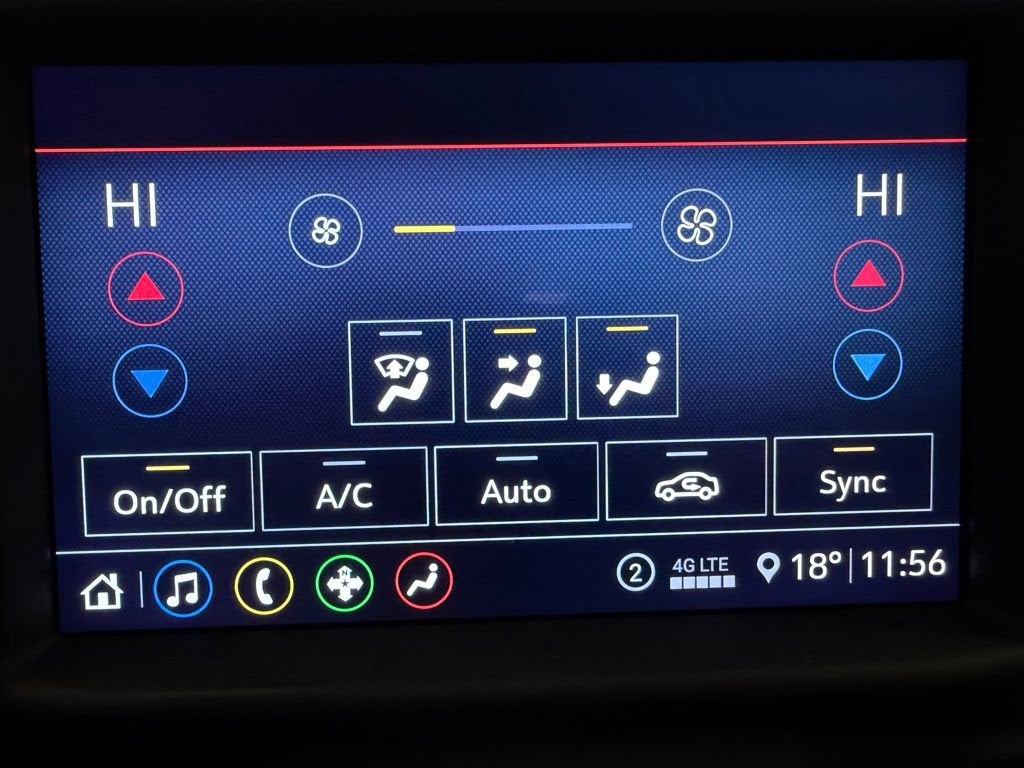 HI
HI
On/Off
A/C
Auto
Sync
N
2
4G LTE
18°
11:56